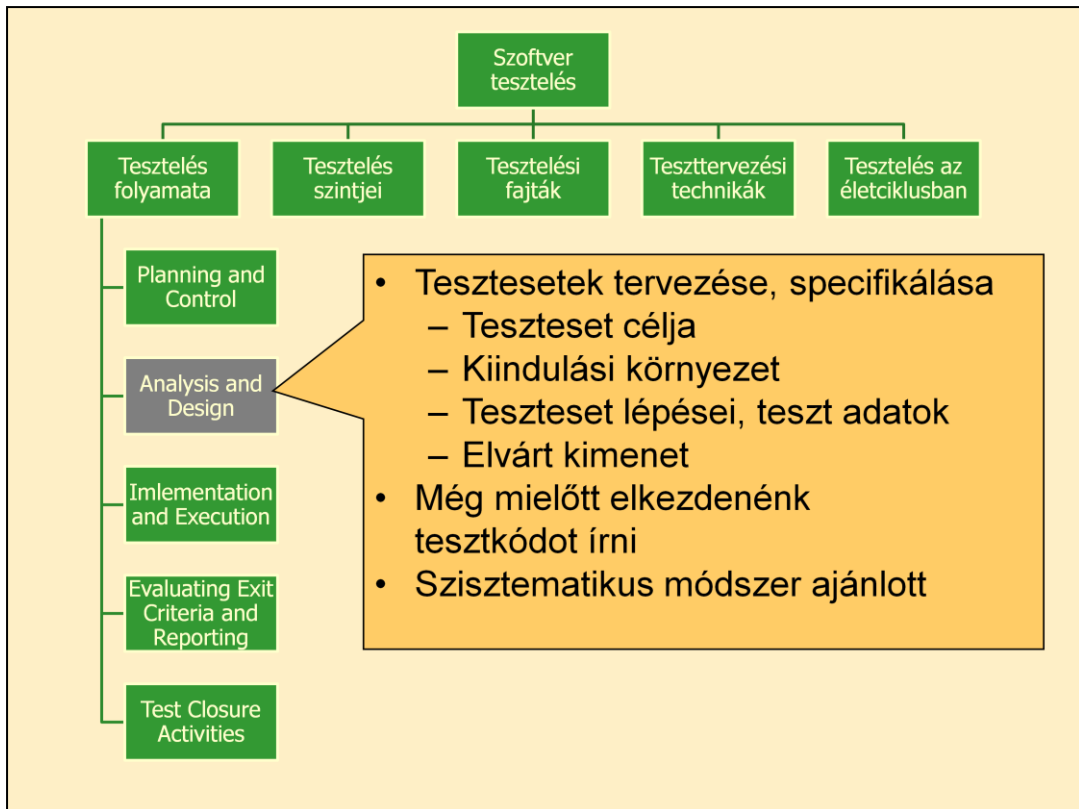 Szoftver
tesztelés
Tesztelés
folyamata
Tesztelés
szintjei
Tesztelési
fajták
Teszttervezési
technikák
Tesztelés az
életciklusban
Planning and
Control
Analysis and
Design
Imlementation
and Execution
Evaluating Exit
Criteria and
Reporting
Test Closure
Activities
• Tesztesetek tervezése, specifikálása
– Teszteset célja
– Kiindulási környezet
– Teszteset lépései, teszt adatok
– Elvárt kimenet
• Még mielőtt elkezdenénk
tesztkódot írni
• Szisztematikus módszer ajánlott